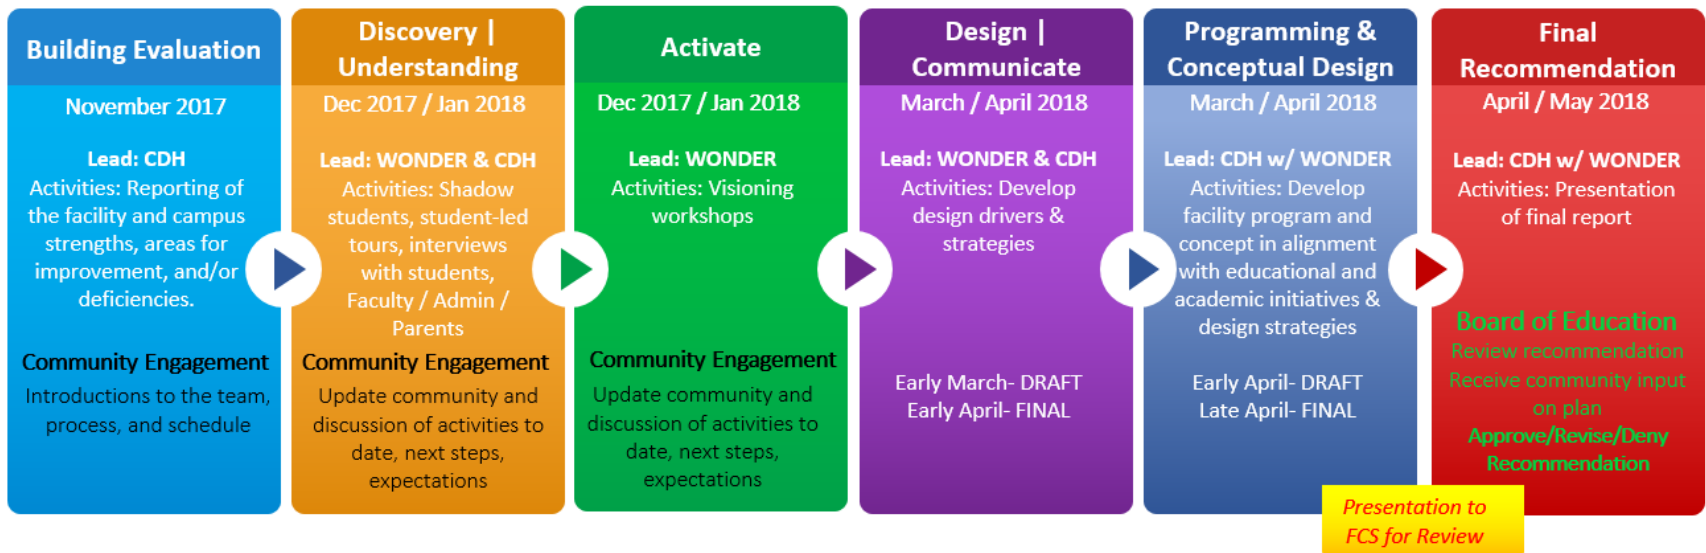 Building Evaluation
November 2017
Lead: CDH
Activities: Reporting of
the facility and campus
strengths, areas for
improvement, and/or
deficiencies.
Community Engagement
Introductions to the team,
process, and schedule
Discovery |
Understanding
Dec 2017 / Jan 2018
Lead: WONDER & CDH
Activities: Shadow
students, student-led
tours, interviews
with students,
Faculty / Admin /
Parents
Community Engagement
Update community and
discussion of activities to
date, next steps,
expectations
Activate
Dec 2017 / Jan 2018
Lead: WONDER
Activities: Visioning
workshops
Community Engagement
Update community and
discussion of activities to
date, next steps,
expectations
Design |
Communicate
March / April 2018
Lead: WONDER & CDH
Activities: Develop
design drivers &
strategies
Early March- DRAFT
Early April- FINAL
Programming &
Conceptual Design
March / April 2018
Lead: CDH w/ WONDER
Activities: Develop
facility program and
concept in alignment
with educational and
academic initiatives &
design strategies
Early April- DRAFT
Late April- FINAL
Final
Recommendation
April / May 2018
Lead: CDH w/ WONDER
Activities: Presentation
of final report
Board of Education
Review recommendation
Receive community input
on plan
Approve/Revise/Deny
Recommendation
Presentation to
FCS for Review